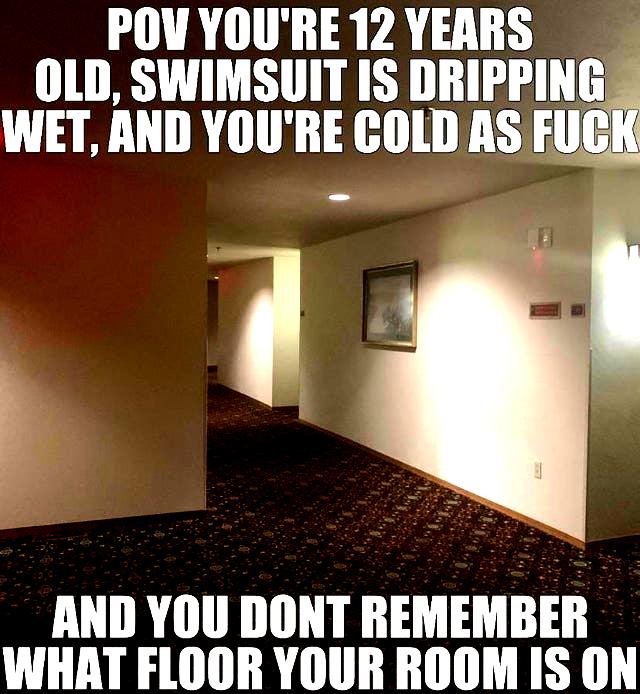 POV YOU'RE 12 YEARS
OLD, SWIMSUIT IS DRIPPING
WET, AND YOU'RE COLD AS FUCK
AND YOU DONT REMEMBER
WHAT FLOOR YOUR ROOM IS ON